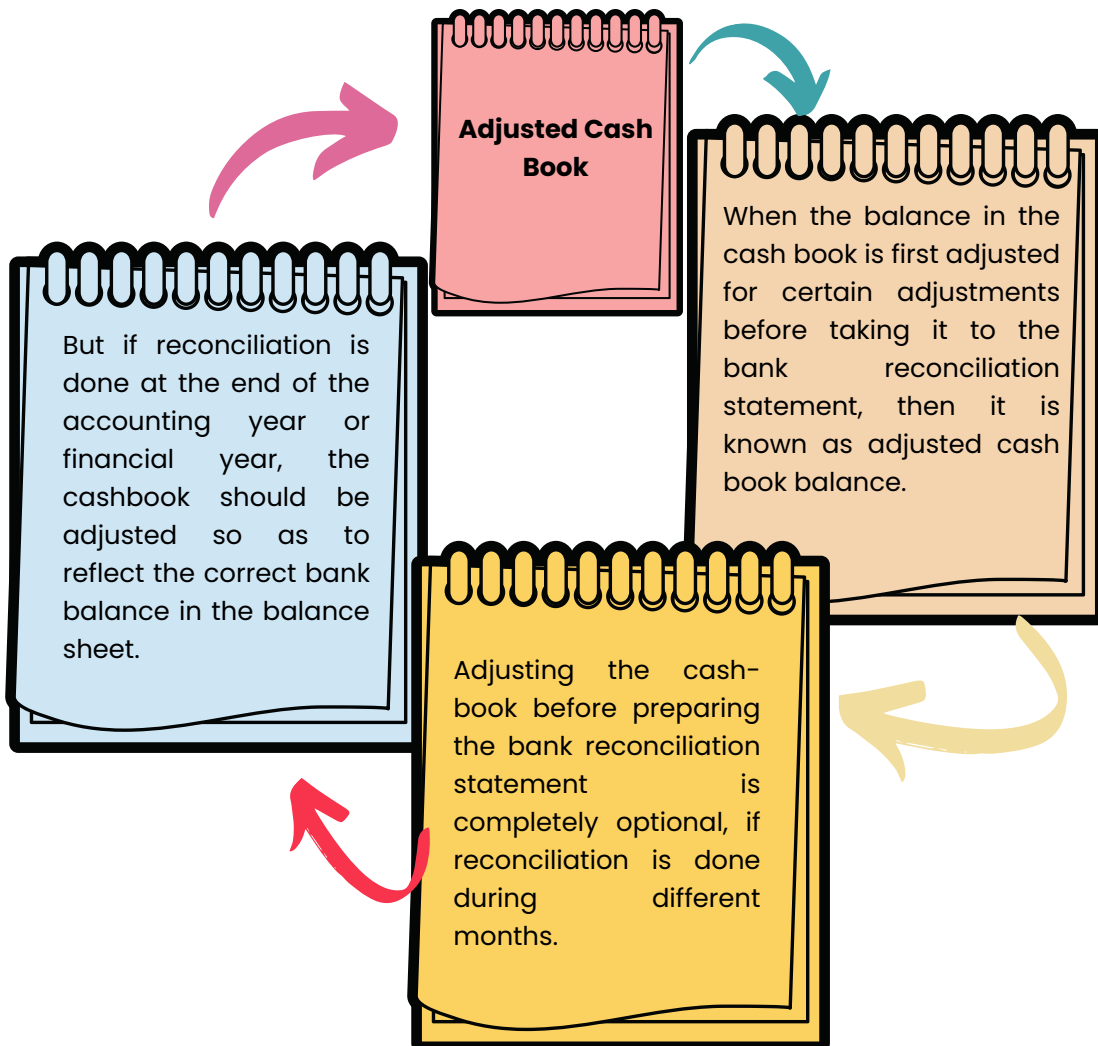 Adjusted Cash
Book
When the balance in the
cash book is first adjusted
for certain adjustments
before taking it to the
bank reconciliation
statement, then it is
known as adjusted cash
book balance.
Adjusting the cash-
book before preparing
the bank reconciliation
statement is
completely optional, if
reconciliation is done
during different
months.
But if reconciliation is
done at the end of the
accounting year or
financial year, the
cashbook should be
adjusted so as to
reflect the correct bank
balance in the balance
sheet.